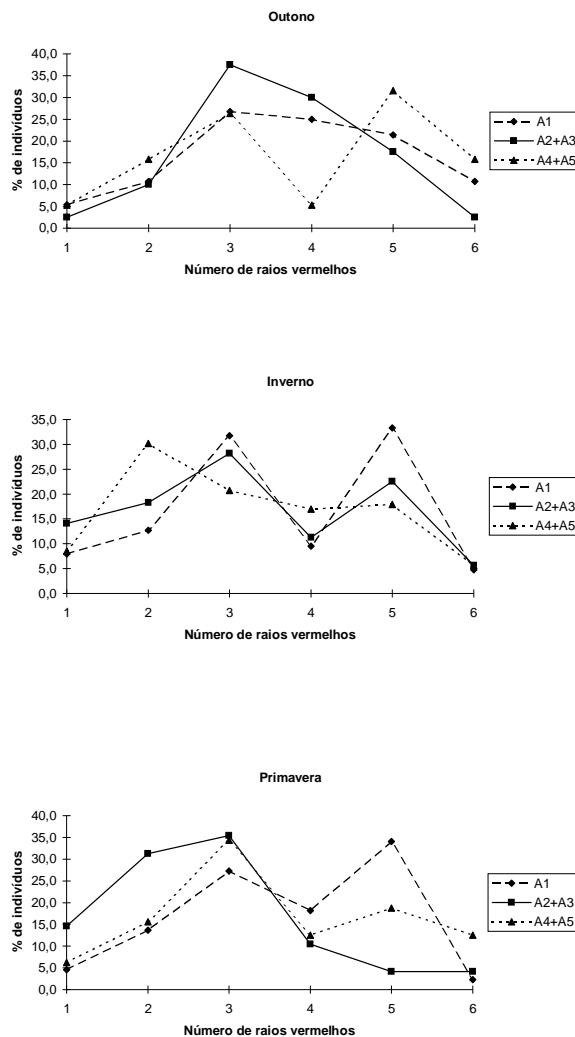 Outono
40,0
35,0
30,0
25,0
20,0
15,0
10,0
5,0
0,0
% de indivíduos
1 2 3 4 5 6
Número de raios vermelhos
A1
A2+A3
A4+A5
Inverno
35,0
30,0
25,0
20,0
15,0
10,0
5,0
0,0
% de indivíduos
1 2 3 4 5 6
Número de raios vermelhos
A1
A2+A3
A4+A5
Primavera
40,0
35,0
30,0
25,0
20,0
15,0
10,0
5,0
0,0
% de indivíduos
1 2 3 4 5 6
Número de raios vermelhos
A1
A2+A3
A4+A5